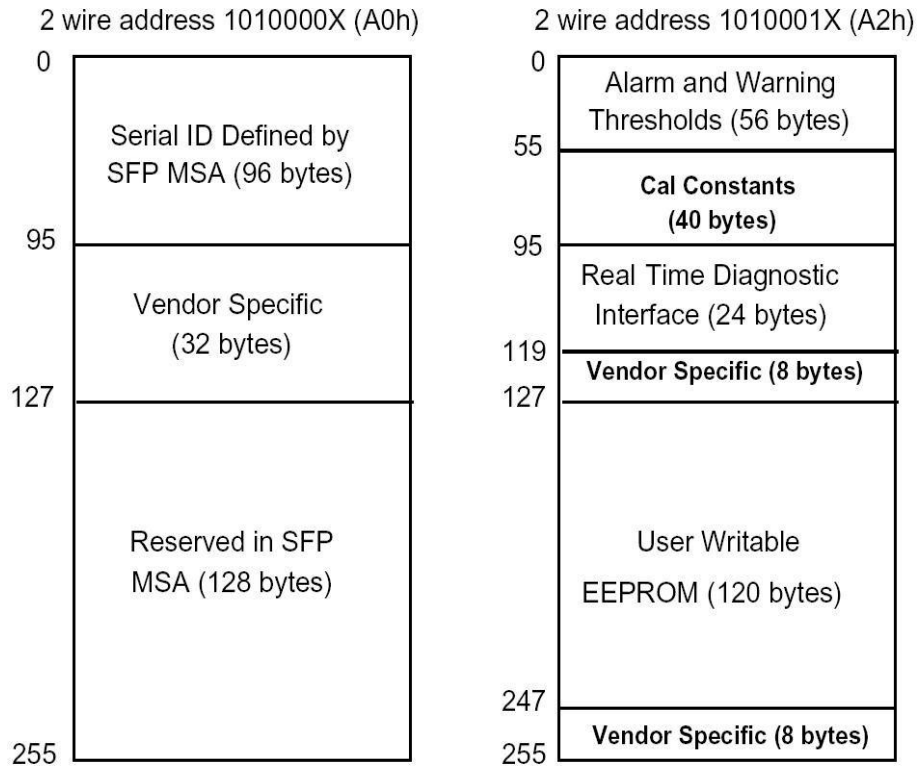 2 wire address 1010000X (A0h)
0
Serial ID Defined by
SFP MSA (96 bytes)
95
Vendor Specific
(32 bytes)
127
Reserved in SFP
MSA (128 bytes)
255
2 wire address 1010001X (A2h)
0
Alarm and Warning
Thresholds (56 bytes)
55
Cal Constants
(40 bytes)
95
Real Time Diagnostic
Interface (24 bytes)
119
Vendor Specific (8 bytes)
127
User Writable
EEPROM (120 bytes)
247
Vendor Specific (8 bytes)
255